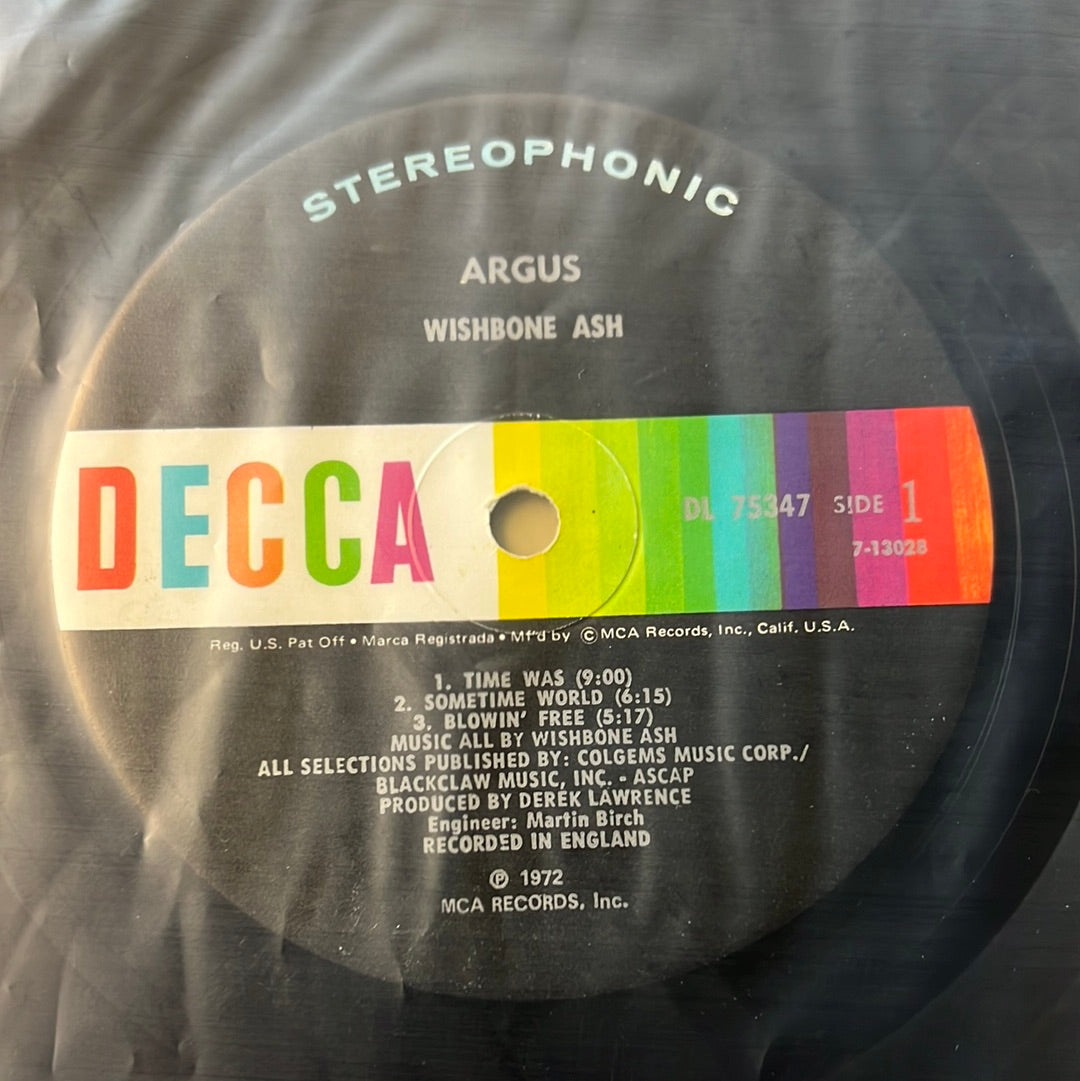 STEREOPHONIC
ARGUS
WISHBONE ASH
DECCA
DL 75347 SIDE 1
7-13028
Reg. U.S. Pat Off • Marca Registrada • Mf'd by ©MCA Records, Inc., Calif. U.S.A.
1. TIME WAS (9:00)
2. SOMETIME WORLD (6:15)
3. BLOWIN' FREE (5:17)
MUSIC ALL BY WISHBONE ASH
ALL SELECTIONS PUBLISHED BY: COLGEMS MUSIC CORP./
BLACKCLAW MUSIC, INC. - ASCAP
PRODUCED BY DEREK LAWRENCE
Engineer: Martin Birch
RECORDED IN ENGLAND
℗ 1972
MCA RECORDS, Inc.